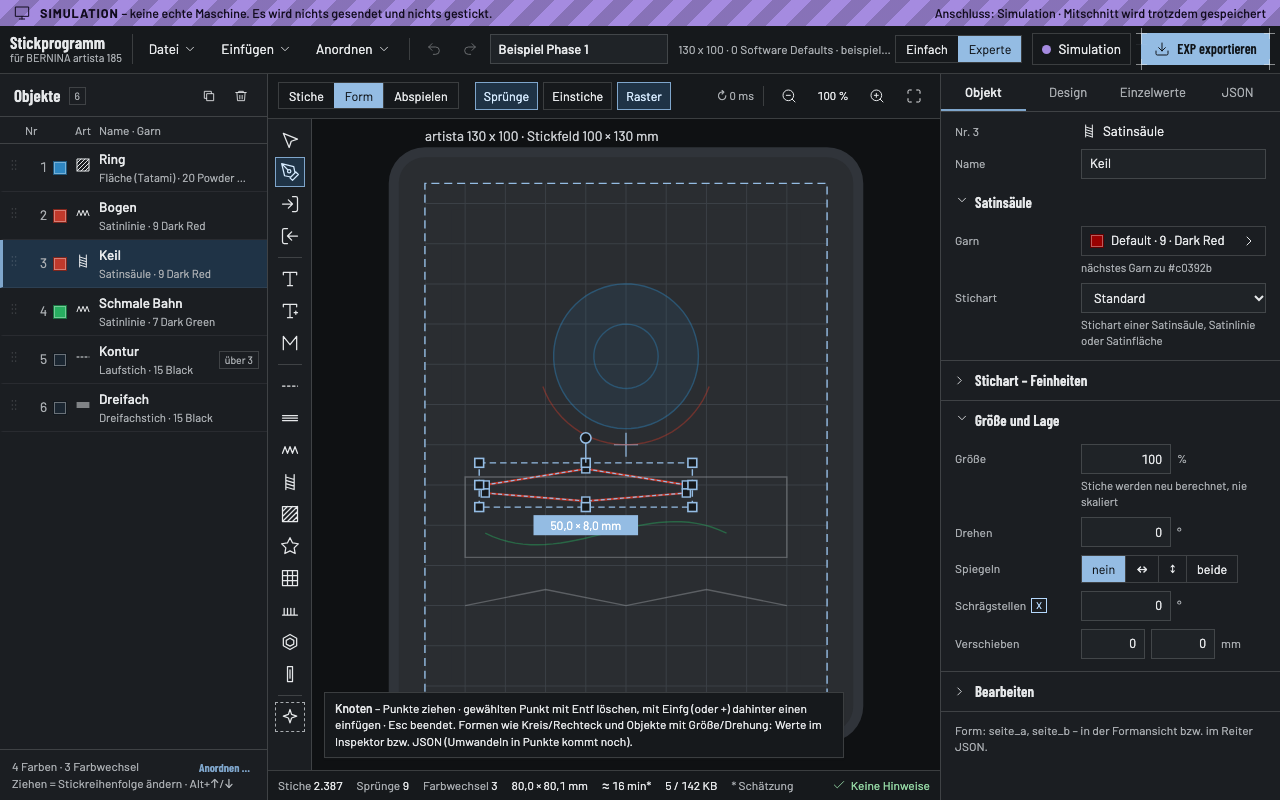 SIMULATION – keine echte Maschine. Es wird nichts gesendet und nichts gestickt.
Anschluss: Simulation · Mitschnitt wird trotzdem gespeichert
Stickprogramm
für BERNINA artista 185
Datei
Einfügen
Anordnen
Beispiel Phase 1
130 x 100 · 0 Software Defaults · beispiel...
Einfach
Experte
Simulation
EXP exportieren
Objekte 6
Nr Art Name · Garn
1 Ring
Fläche (Tatami) · 20 Powder ...
2 Bogen
Satinlinie · 9 Dark Red
3 Keil
Satinsäule · 9 Dark Red
4 Schmale Bahn
Satinlinie · 7 Dark Green
5 Kontur
Laufstich · 15 Black
über 3
6 Dreifach
Dreifachstich · 15 Black
4 Farben · 3 Farbwechsel
Anordnen ...
Ziehen = Stickreihenfolge ändern · Alt+↑/↓
Stiche
Form
Abspielen
Sprünge
Einstiche
Raster
0 ms
100 %
artista 130 x 100 · Stickfeld 100 × 130 mm
50,0 × 8,0 mm
Knoten – Punkte ziehen · gewählten Punkt mit Entf löschen, mit Einfg (oder +) dahinter einen
einfügen · Esc beendet. Formen wie Kreis/Rechteck und Objekte mit Größe/Drehung: Werte im
Inspektor bzw. JSON (Umwandeln in Punkte kommt noch).
Stiche 2.387
Sprünge 9
Farbwechsel 3
80,0 × 80,1 mm
≈ 16 min*
5 / 142 KB
* Schätzung
Keine Hinweise
Objekt
Design
Einzelwerte
JSON
Nr. 3
Satinsäule
Name
Keil
Satinsäule
Garn
Default · 9 · Dark Red
nächstes Garn zu #c0392b
Stichart
Standard
Stichart einer Satinsäule, Satinlinie
oder Satinfläche
Stichart – Feinheiten
Größe und Lage
Größe
100 %
Stiche werden neu berechnet, nie
skaliert
Drehen
0 °
Spiegeln
nein ↔ ↕ beide
Schrägstellen X
0 °
Verschieben
0 0 mm
Bearbeiten
Form: seite_a, seite_b – in der Formansicht bzw. im Reiter
JSON.